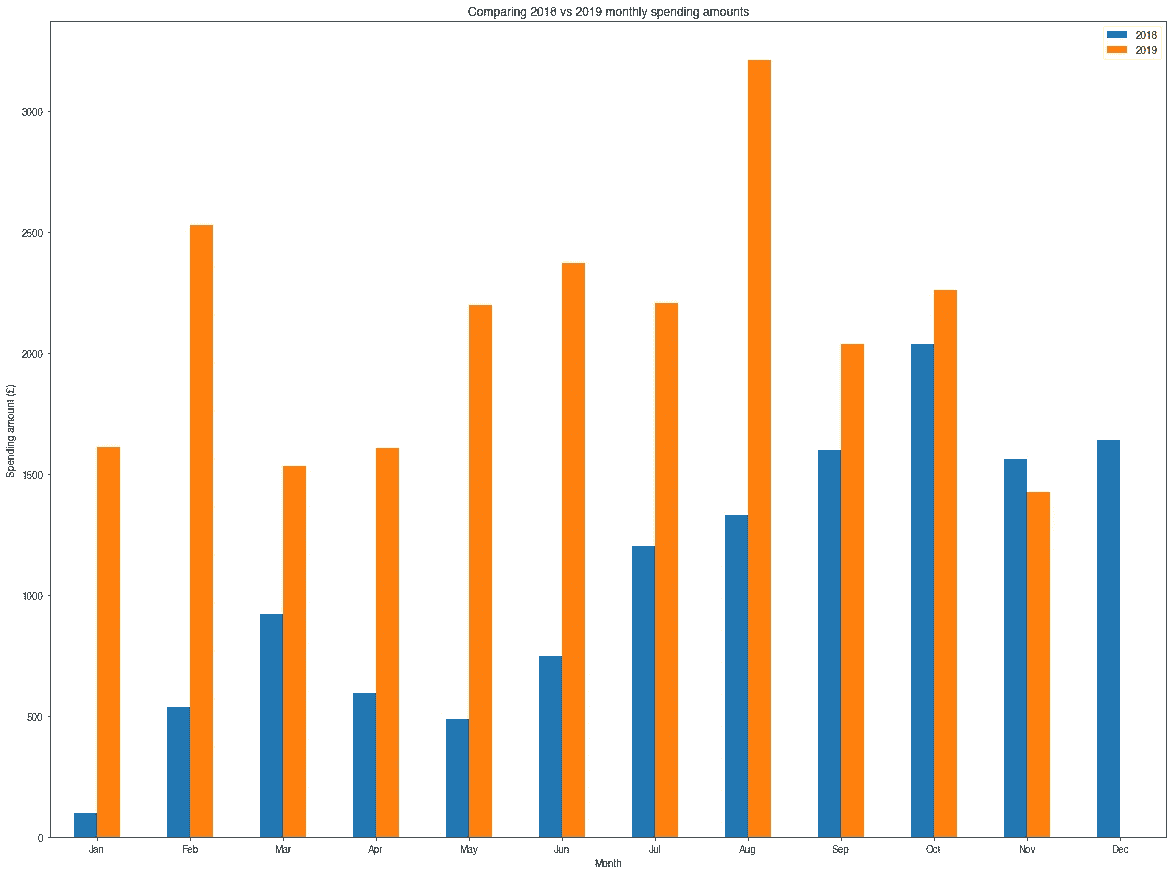 Comparing 2018 vs 2019 monthly spending amounts
2018
2019
3000
2500
2000
1500
1000
500
0
Spending amount (£)
Jan Feb Mar Apr May Jun Jul Aug Sep Oct Nov Dec
Month